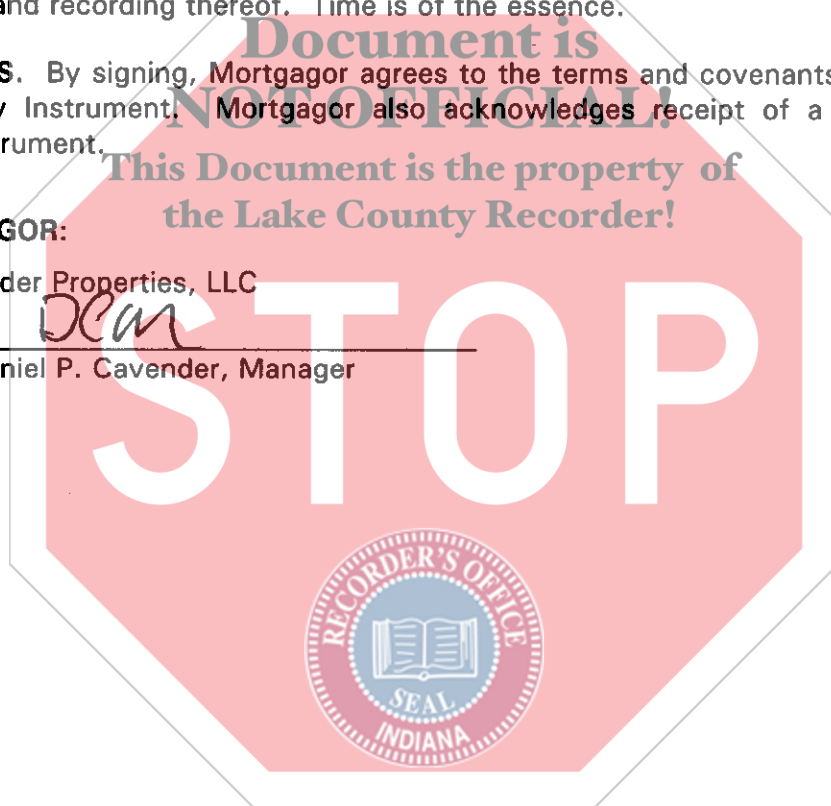 and recording thereof. Time is of the essence.
Document is
S. By signing, Mortgagor agrees to the terms and covenants
y Instrument. Mortgagor also acknowledges receipt of a
NOT OFFICIAL!
rument.
This Document is the property of
the Lake County Recorder!
GOR:
der Properties, LLC
niel P. Cavender, Manager
STOP
RECORDER'S OFFICE
SEAL
INDIANA